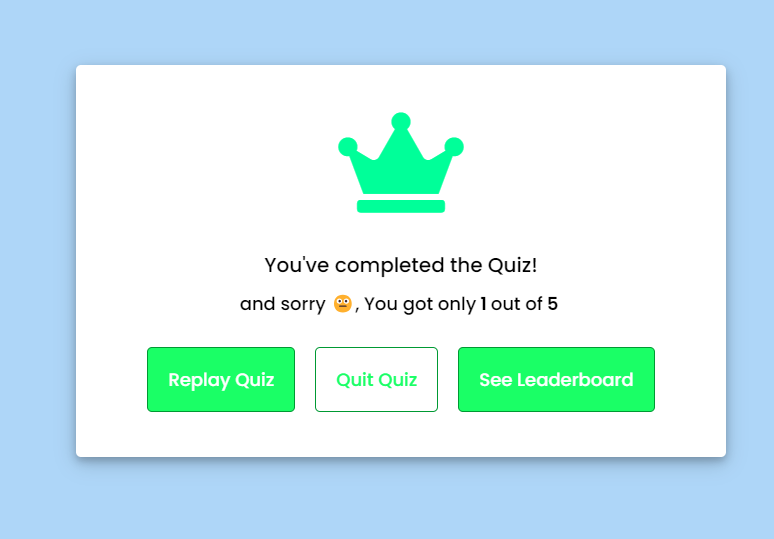 You've completed the Quiz!
and sorry 😐, You got only 1 out of 5
Replay Quiz
Quit Quiz
See Leaderboard